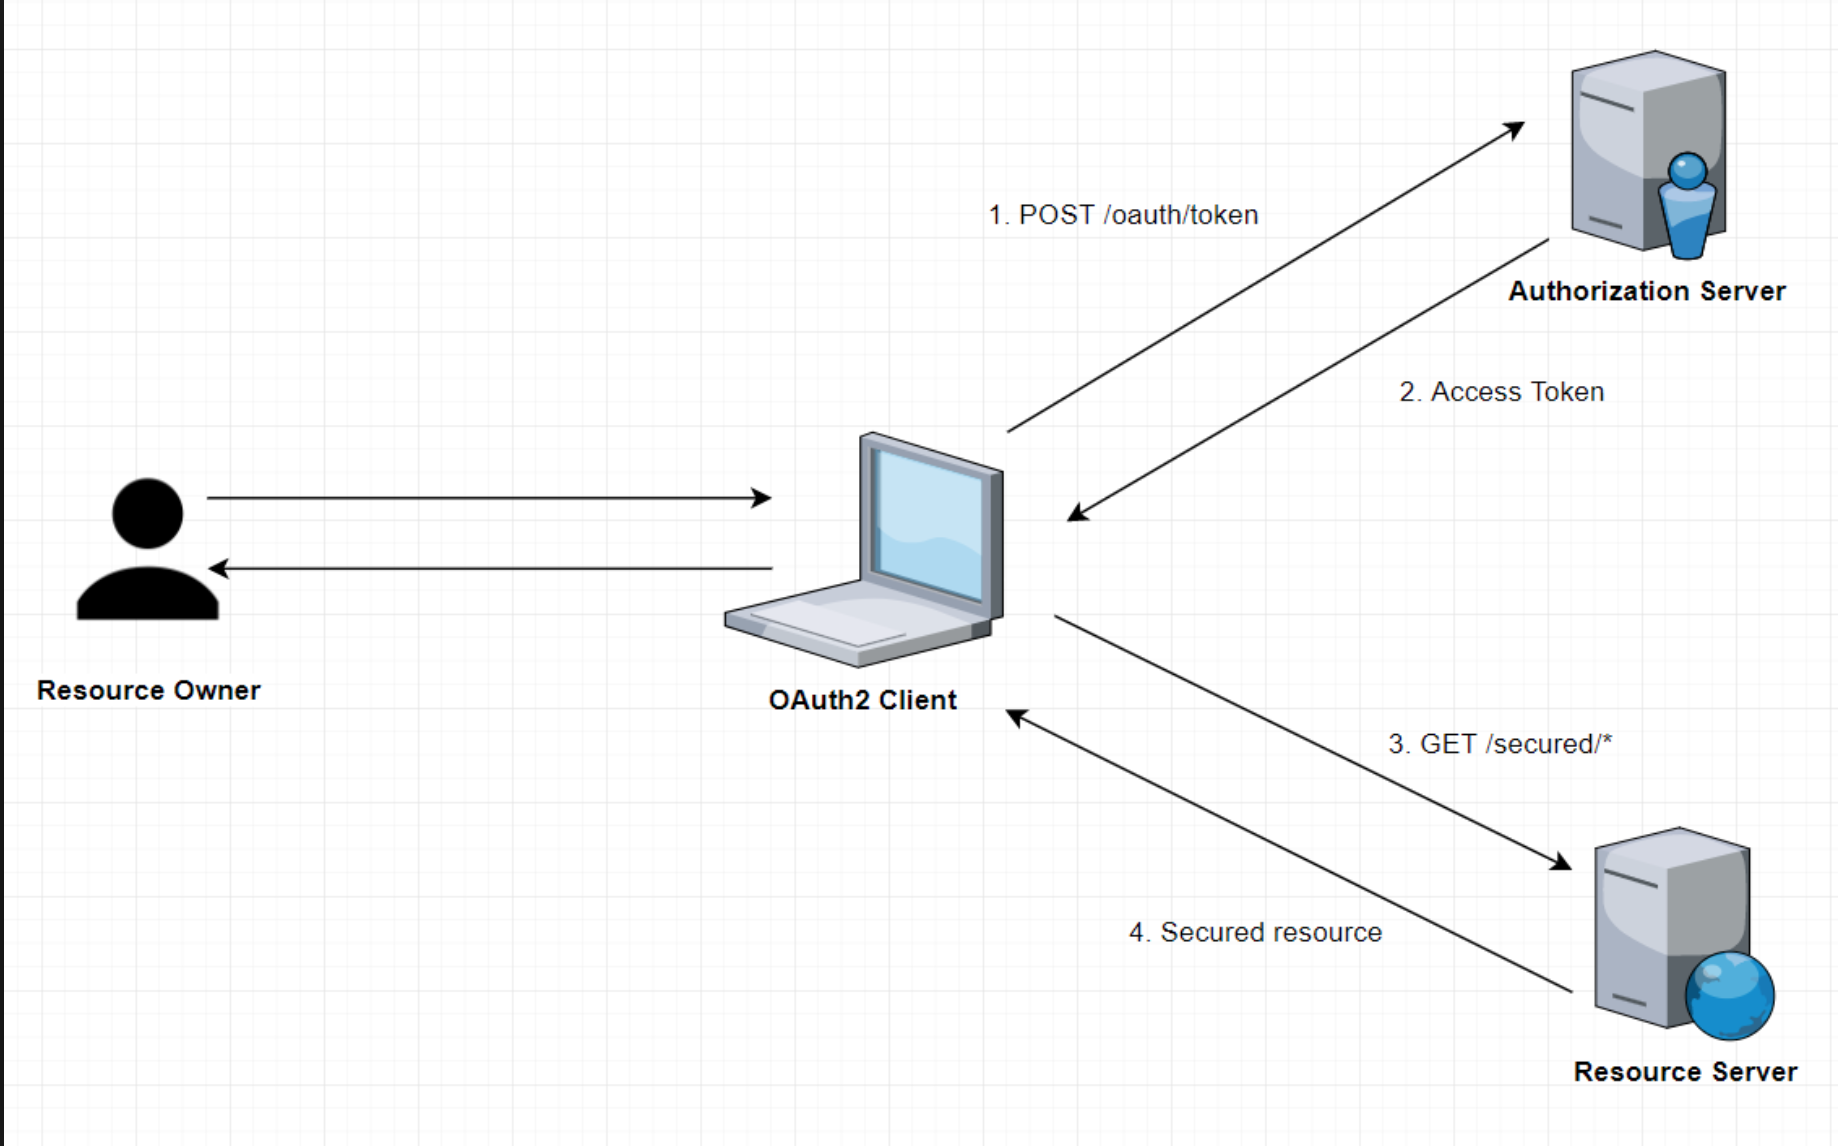 1. POST /oauth/token
Authorization Server
2. Access Token
Resource Owner
OAuth2 Client
3. GET /secured/*
4. Secured resource
Resource Server